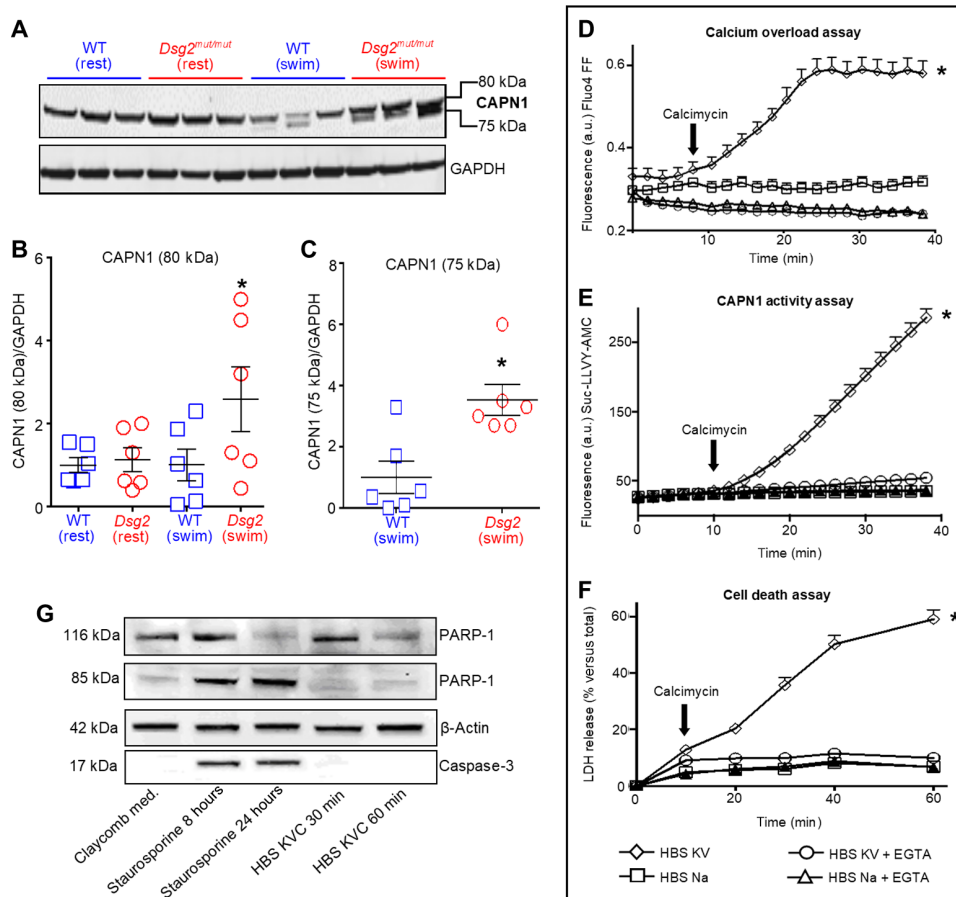 A
WT
(rest)
Dsg2mut/mut
(rest)
WT
(swim)
Dsg2mut/mut
(swim)
80 kDa
CAPN1
75 kDa
GAPDH
B
CAPN1 (80 kDa)
CAPN1 (80 kDa)/GAPDH
6
4
2
0
*
WT
(rest)
Dsg2
(rest)
WT
(swim)
Dsg2
(swim)
C
CAPN1 (75 kDa)
CAPN1 (75 kDa)/GAPDH
8
6
4
2
0
*
WT
(swim)
Dsg2
(swim)
D
Calcium overload assay
Fluorescence (a.u.) Fluo4 FF
0.6
0.4
0.2
Calcimycin
*
10 20 30 40
Time (min)
E
CAPN1 activity assay
Fluorescence (a.u.) Suc-LLVY-AMC
250
150
50
Calcimycin
*
0 10 20 30 40
Time (min)
F
Cell death assay
LDH release (% versus total)
60
40
20
0
Calcimycin
*
0 20 40 60
Time (min)
HBS KV
HBS KV + EGTA
HBS Na
HBS Na + EGTA
G
116 kDa
PARP-1
85 kDa
PARP-1
42 kDa
β-Actin
17 kDa
Caspase-3
Claycomb med.
Staurosporine 8 hours
Staurosporine 24 hours
HBS KVC 30 min
HBS KVC 60 min